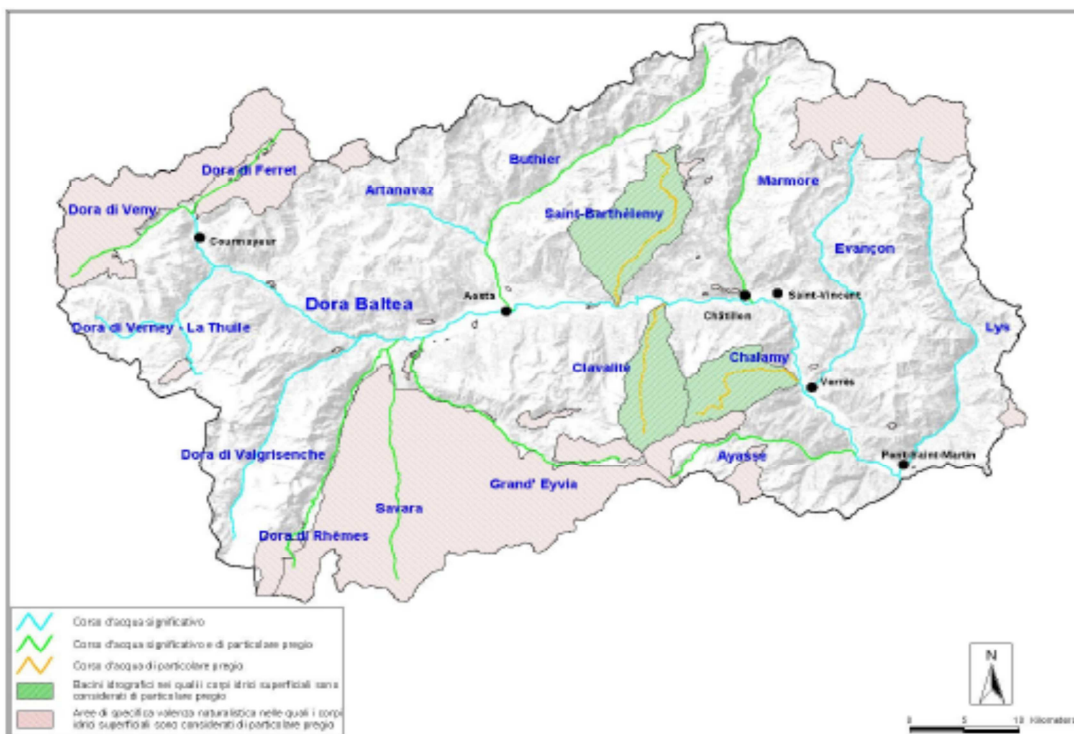 Dora di Ferret
Dora di Veny
Courmayeur
Artanavaz
Buthier
Saint-Barthélemy
Marmore
Evançon
Dora Baltea
Aosta
Saint-Vincent
Châtillon
Lys
Dora di Verney - La Thuile
Clavalité
Chalamy
Verrès
Dora di Valgrisenche
Grand' Eyvia
Ayasse
Pont-Saint-Martin
Savara
Dora di Rhêmes
Corso d'acqua significativo
Corso d'acqua significativo e di particolare pregio
Corso d'acqua di particolare pregio
Bacini idrografici nei quali i corpi idrici superficiali sono
considerati di particolare pregio
Aree di specifica valenza naturalistica nelle quali i corpi
idrici superficiali sono considerati di particolare pregio
N
0 5 10 Kilometers